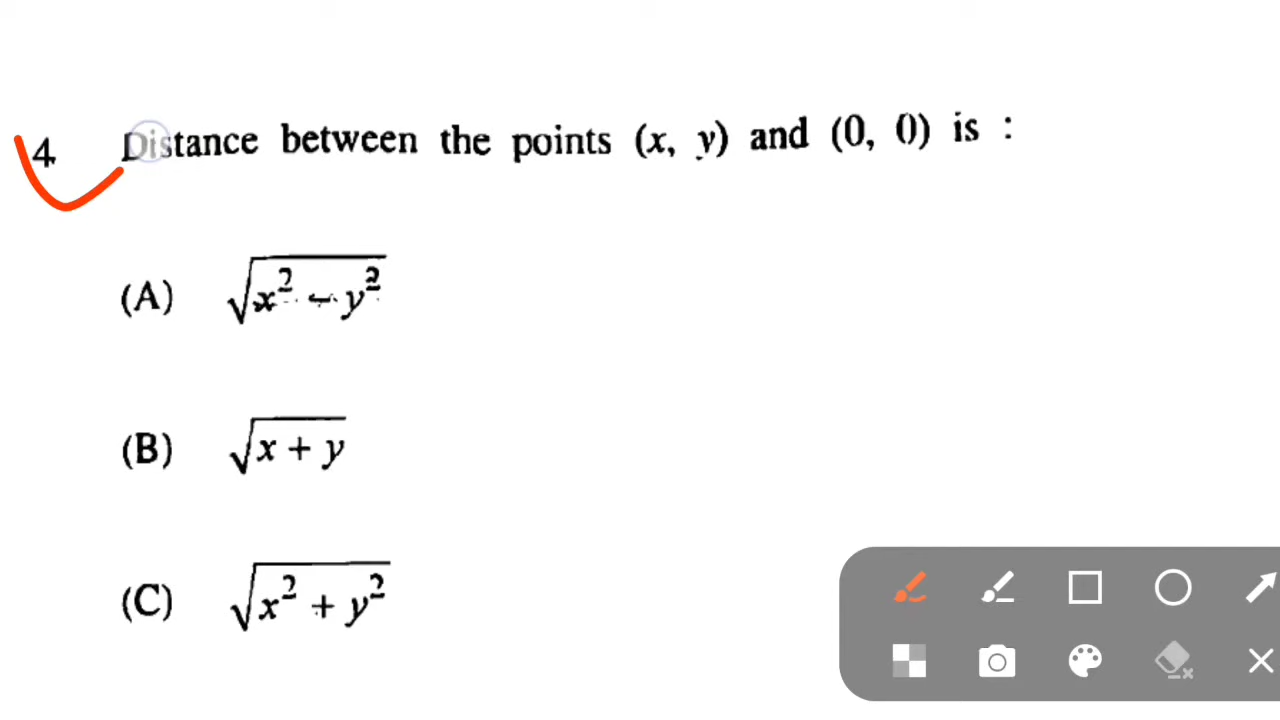 4 Distance between the points (x, y) and (0, 0) is :
(A) √(x² − y²)
(B) √(x + y)
(C) √(x² + y²)